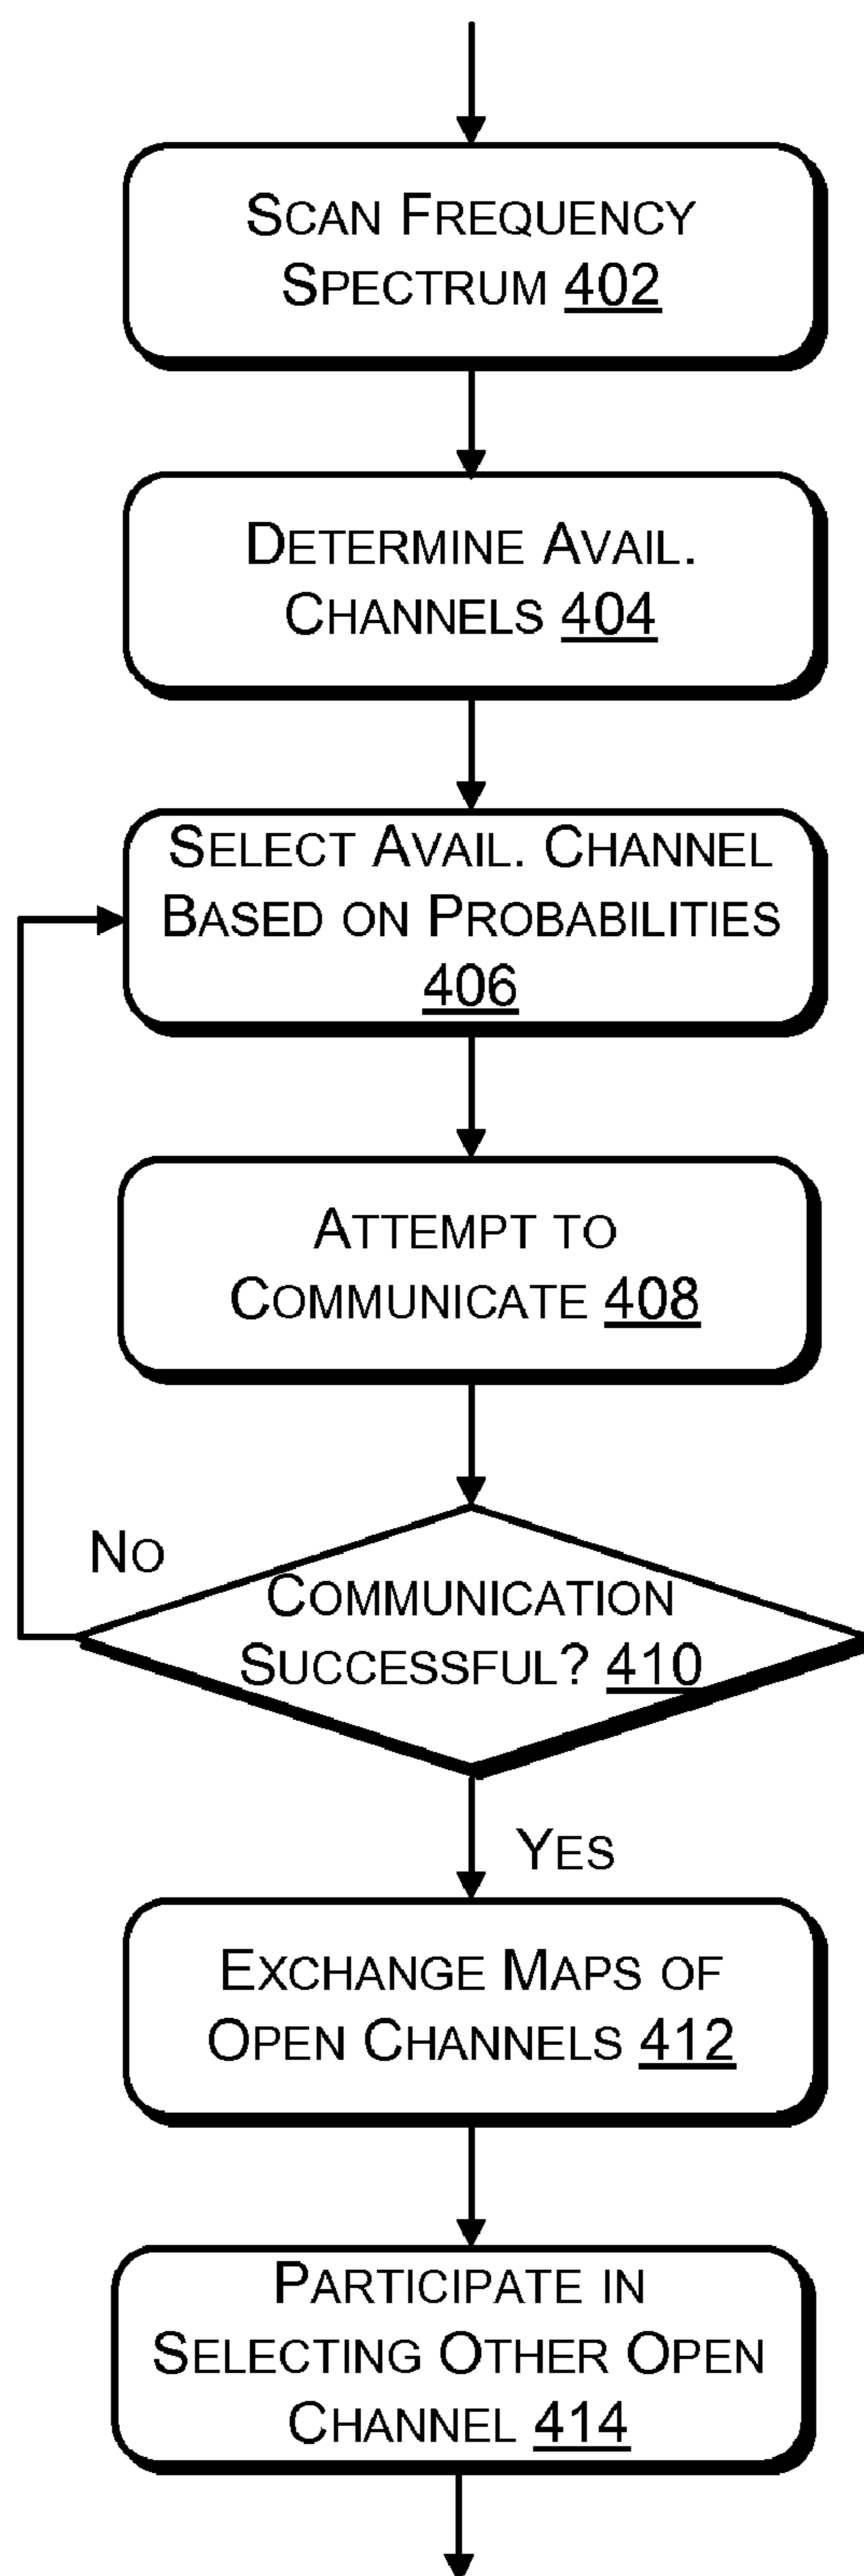 SCAN FREQUENCY
SPECTRUM 402
DETERMINE AVAIL.
CHANNELS 404
SELECT AVAIL. CHANNEL
BASED ON PROBABILITIES
406
ATTEMPT TO
COMMUNICATE 408
NO
COMMUNICATION
SUCCESSFUL? 410
YES
EXCHANGE MAPS OF
OPEN CHANNELS 412
PARTICIPATE IN
SELECTING OTHER OPEN
CHANNEL 414